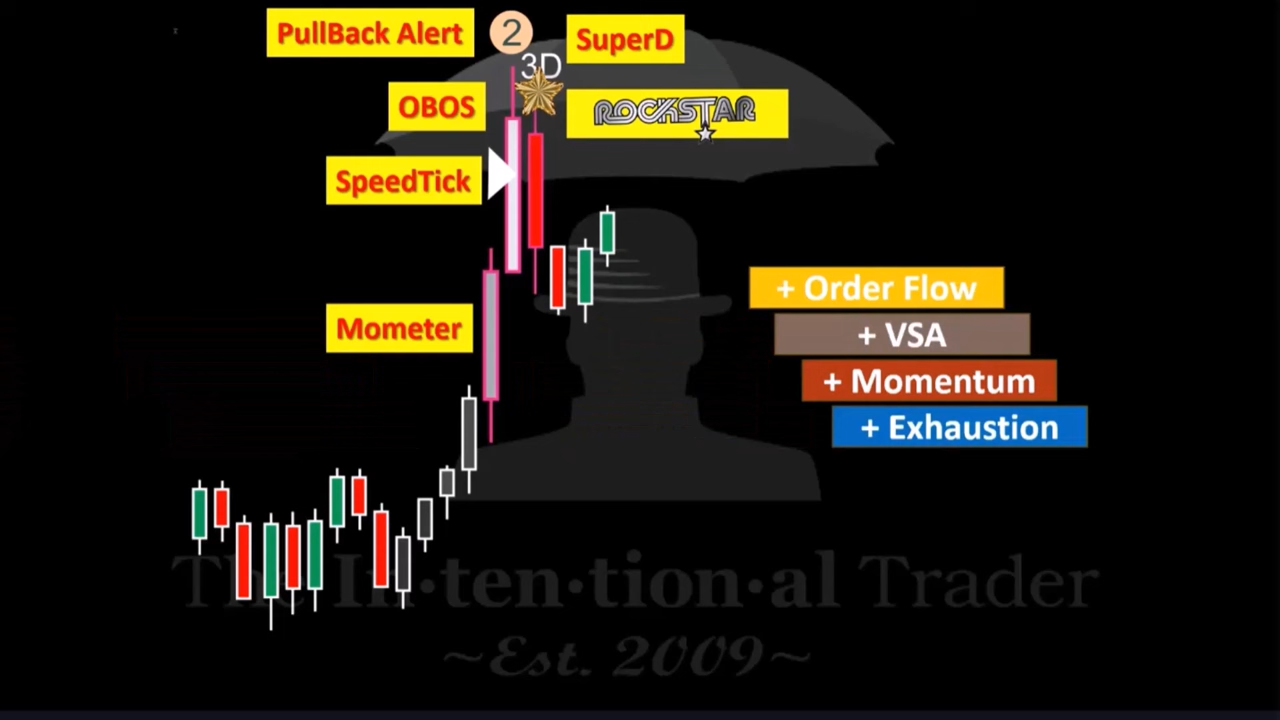 PullBack Alert
2
SuperD
3D
OBOS
ROCKSTAR
SpeedTick
+ Order Flow
Mometer
+ VSA
+ Momentum
+ Exhaustion
The In·ten·tion·al Trader
~Est. 2009~